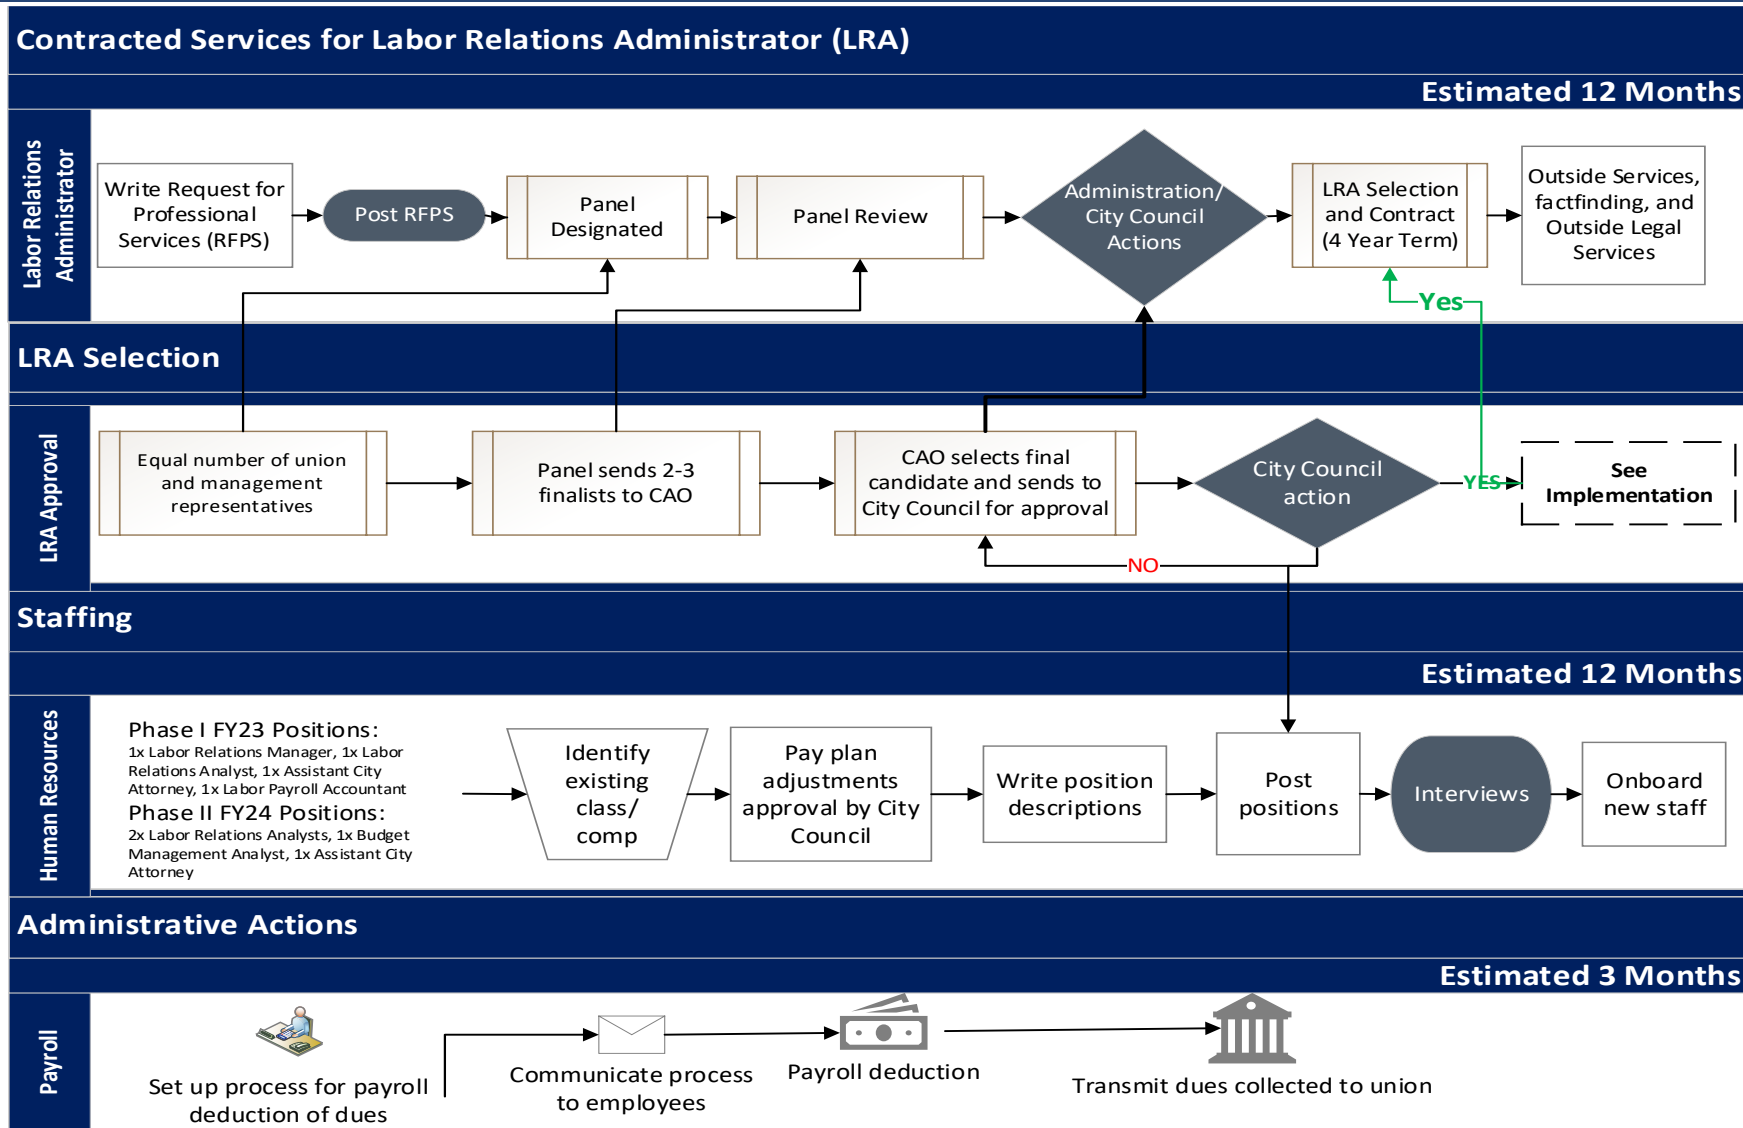 Contracted Services for Labor Relations Administrator (LRA)
Estimated 12 Months
Labor Relations
Administrator
Write Request for
Professional
Services (RFPS)
Post RFPS
Panel
Designated
Panel Review
Administration/
City Council
Actions
LRA Selection
and Contract
(4 Year Term)
Outside Services,
factfinding, and
Outside Legal
Services
Yes
LRA Selection
LRA Approval
Equal number of union
and management
representatives
Panel sends 2-3
finalists to CAO
CAO selects final
candidate and sends to
City Council for approval
City Council
action
YES
See
Implementation
NO
Staffing
Estimated 12 Months
Human Resources
Phase I FY23 Positions:
1x Labor Relations Manager, 1x Labor
Relations Analyst, 1x Assistant City
Attorney, 1x Labor Payroll Accountant
Phase II FY24 Positions:
2x Labor Relations Analysts, 1x Budget
Management Analyst, 1x Assistant City
Attorney
Identify
existing
class/
comp
Pay plan
adjustments
approval by City
Council
Write position
descriptions
Post
positions
Interviews
Onboard
new staff
Administrative Actions
Estimated 3 Months
Payroll
Set up process for payroll
deduction of dues
Communicate process
to employees
Payroll deduction
Transmit dues collected to union